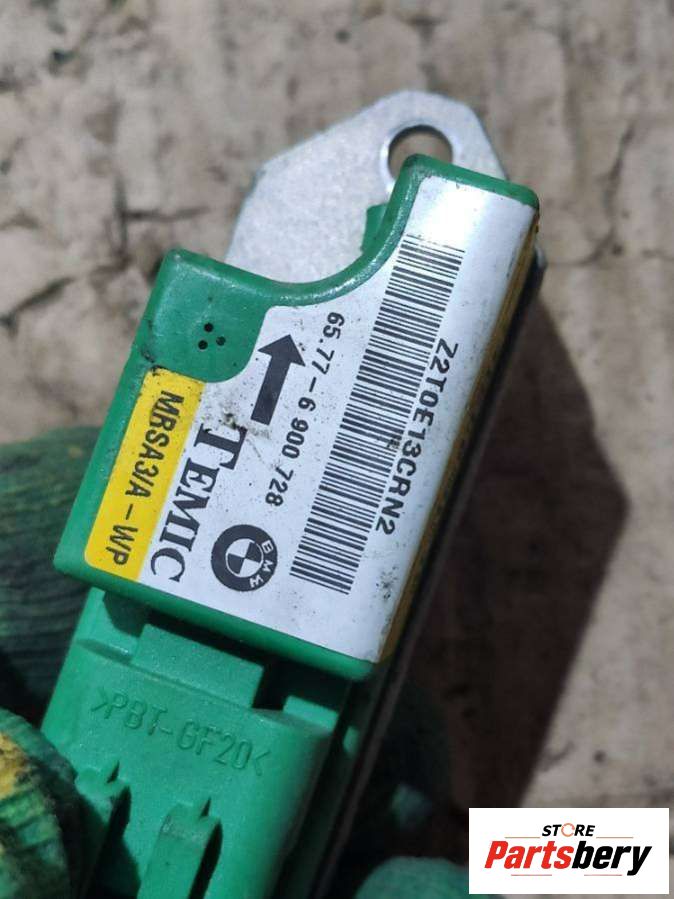 Z2T0E13CRN2
65.77-6 900 728
BMW
TEMIC
MRSA3/A-WP
>PBT-GF20<
STORE
Partsbery